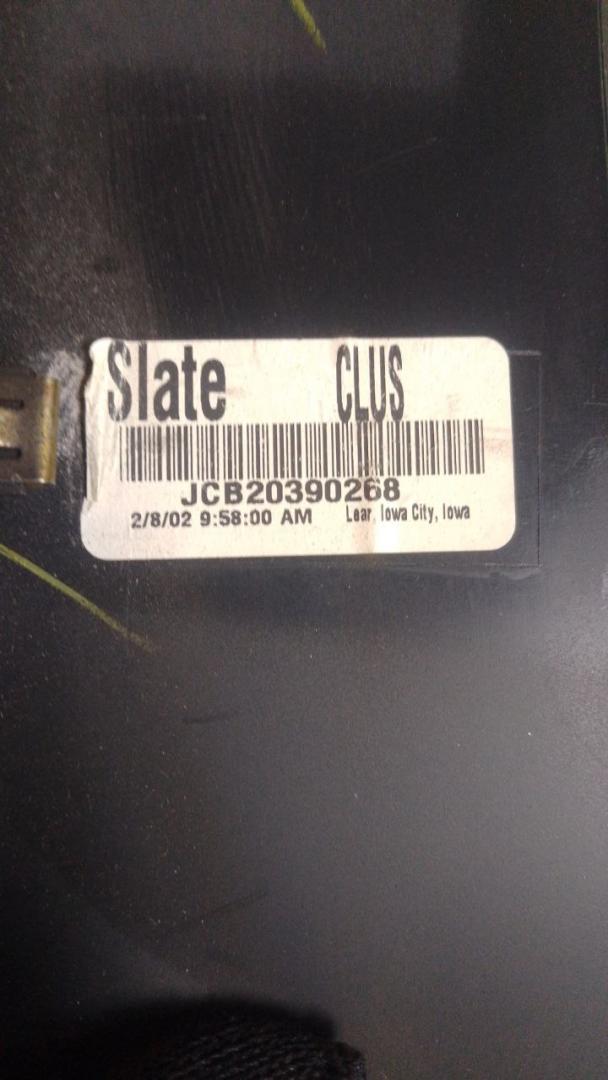 Slate CLUS
JCB20390268
2/8/02 9:58:00 AM Lear, Iowa City, Iowa